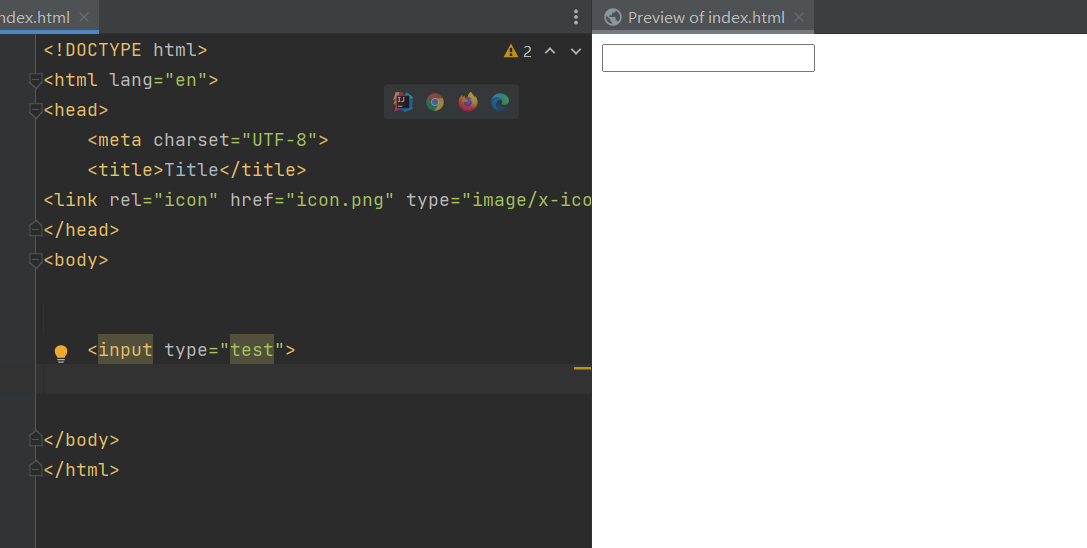 ndex.html
Preview of index.html
<!DOCTYPE html>
2
<html lang="en">
<head>
<meta charset="UTF-8">
<title>Title</title>
<link rel="icon" href="icon.png" type="image/x-ico
</head>
<body>
<input type="test">
</body>
</html>